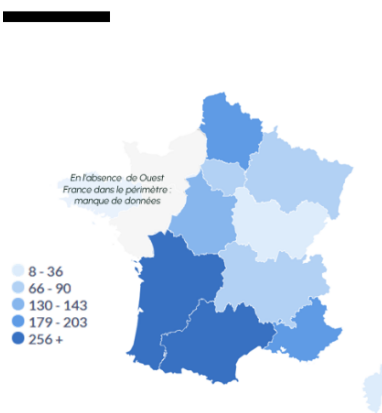 En l'absence de Ouest
France dans le périmètre :
manque de données
8 - 36
66 - 90
130 - 143
179 - 203
256 +